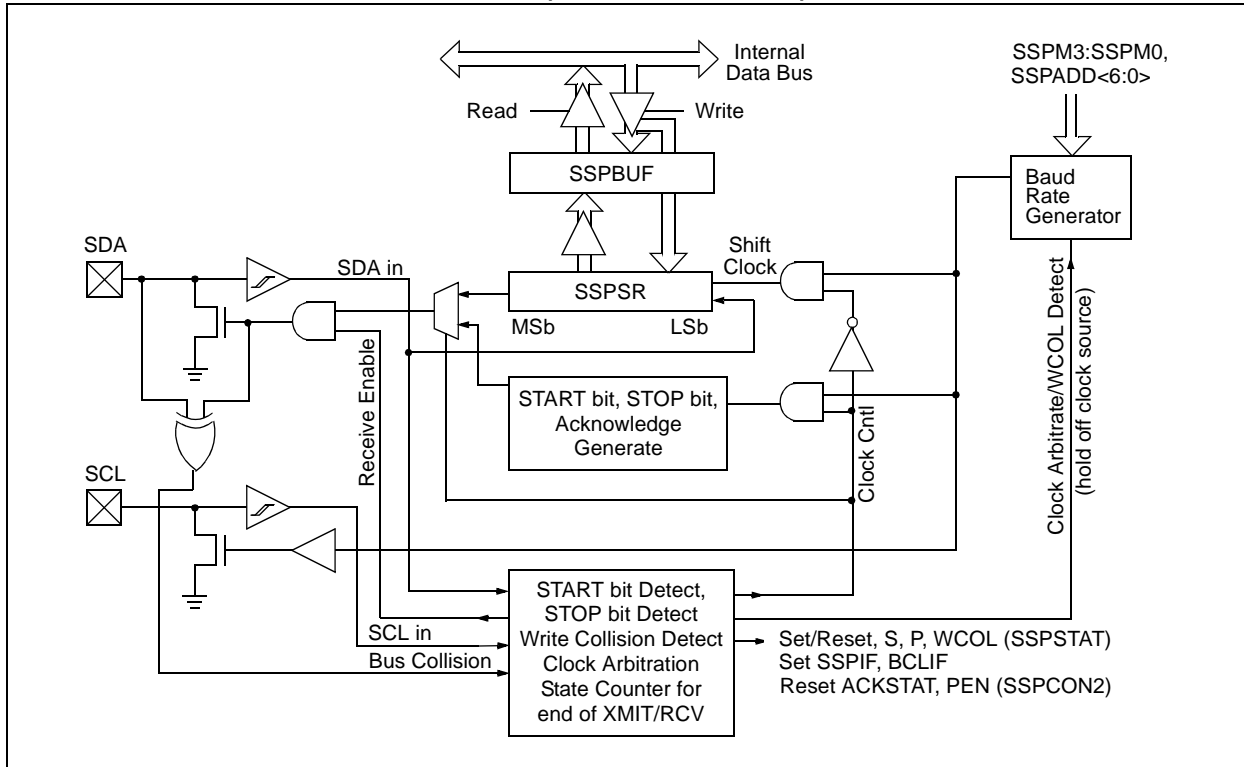 Internal
Data Bus
SSPM3:SSPM0,
SSPADD<6:0>
Read
Write
SSPBUF
Baud
Rate
Generator
SDA
SDA in
Shift
Clock
SSPSR
MSb
LSb
Receive Enable
START bit, STOP bit,
Acknowledge
Generate
Clock Cntl
Clock Arbitrate/WCOL Detect
(hold off clock source)
SCL
START bit Detect,
STOP bit Detect
Write Collision Detect
Clock Arbitration
State Counter for
end of XMIT/RCV
SCL in
Bus Collision
Set/Reset, S, P, WCOL (SSPSTAT)
Set SSPIF, BCLIF
Reset ACKSTAT, PEN (SSPCON2)